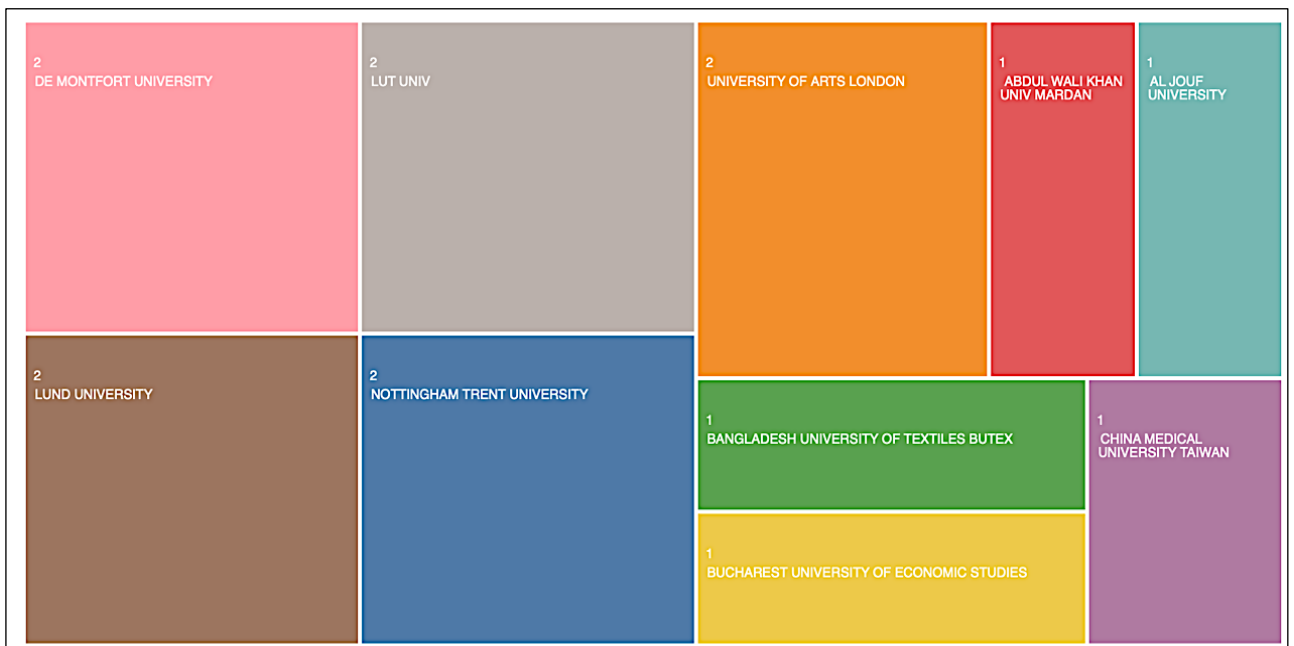 2
DE MONTFORT UNIVERSITY
2
LUT UNIV
2
UNIVERSITY OF ARTS LONDON
1
ABDUL WALI KHAN
UNIV MARDAN
1
AL JOUF
UNIVERSITY
2
LUND UNIVERSITY
2
NOTTINGHAM TRENT UNIVERSITY
1
BANGLADESH UNIVERSITY OF TEXTILES BUTEX
1
CHINA MEDICAL
UNIVERSITY TAIWAN
1
BUCHAREST UNIVERSITY OF ECONOMIC STUDIES